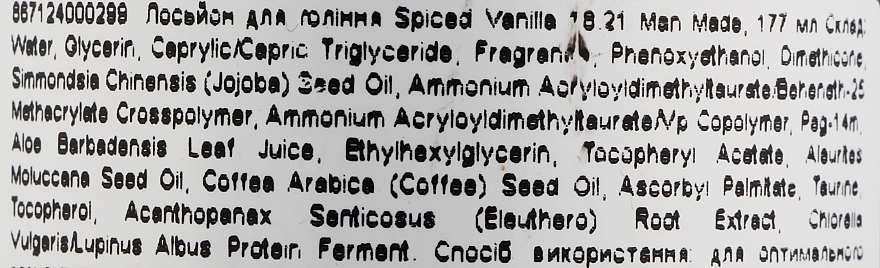 867124000299 Лосьйон для гоління Spiced Vanilla 18.21 Man Made, 177 мл Склад:
Water, Glycerin, Caprylic/Capric Triglyceride, Fragrance, Phenoxyethanol, Dimethicone,
Simmondsia Chinensis (Jojoba) Seed Oil, Ammonium Acryloyldimethyltaurate/Beheneth-25
Methacrylate Crosspolymer, Ammonium Acryloyldimethyltaurate/Vp Copolymer, Peg-14m,
Aloe Barbadensis Leaf Juice, Ethylhexylglycerin, Tocopheryl Acetate, Aleurites
Moluccana Seed Oil, Coffea Arabica (Coffee) Seed Oil, Ascorbyl Palmitate, Taurine,
Tocopherol, Acanthopanax Senticosus (Eleuthero) Root Extract, Chlorella
Vulgaris/Lupinus Albus Protein Ferment. Спосіб використання: для оптимального